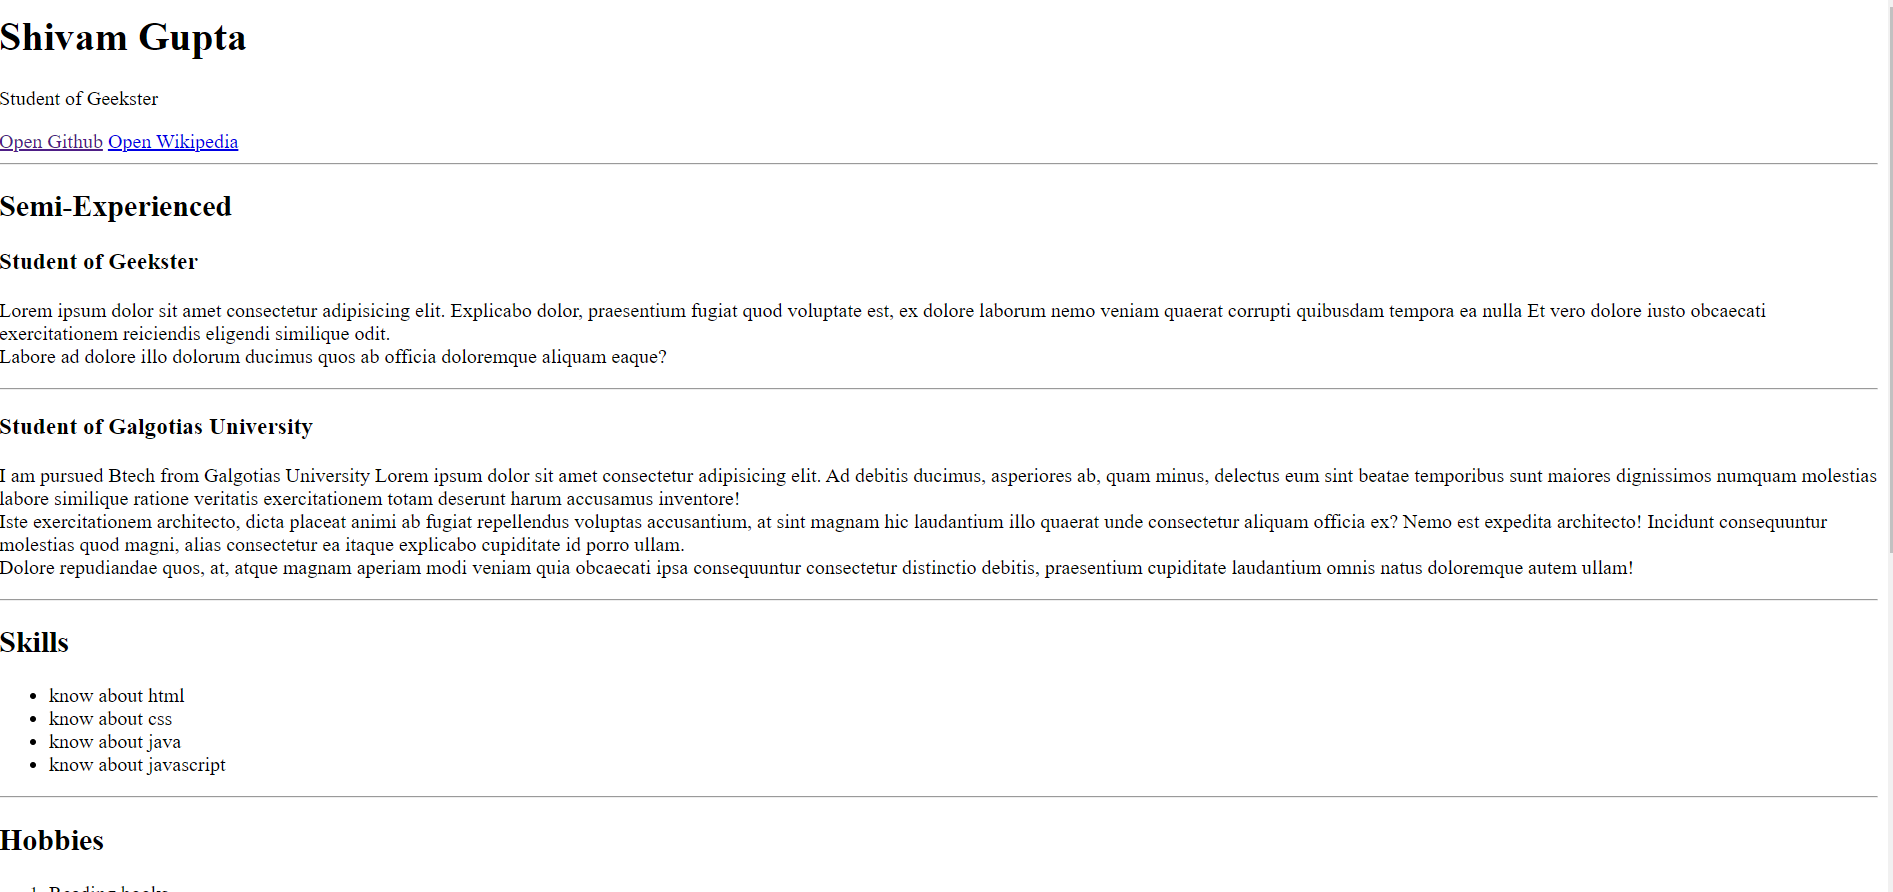 Shivam Gupta
Student of Geekster
Open Github Open Wikipedia
Semi-Experienced
Student of Geekster
Lorem ipsum dolor sit amet consectetur adipisicing elit. Explicabo dolor, praesentium fugiat quod voluptate est, ex dolore laborum nemo veniam quaerat corrupti quibusdam tempora ea nulla Et vero dolore iusto obcaecati
exercitationem reiciendis eligendi similique odit.
Labore ad dolore illo dolorum ducimus quos ab officia doloremque aliquam eaque?
Student of Galgotias University
I am pursued Btech from Galgotias University Lorem ipsum dolor sit amet consectetur adipisicing elit. Ad debitis ducimus, asperiores ab, quam minus, delectus eum sint beatae temporibus sunt maiores dignissimos numquam molestias
labore similique ratione veritatis exercitationem totam deserunt harum accusamus inventore!
Iste exercitationem architecto, dicta placeat animi ab fugiat repellendus voluptas accusantium, at sint magnam hic laudantium illo quaerat unde consectetur aliquam officia ex? Nemo est expedita architecto! Incidunt consequuntur
molestias quod magni, alias consectetur ea itaque explicabo cupiditate id porro ullam.
Dolore repudiandae quos, at, atque magnam aperiam modi veniam quia obcaecati ipsa consequuntur consectetur distinctio debitis, praesentium cupiditate laudantium omnis natus doloremque autem ullam!
Skills
• know about html
• know about css
• know about java
• know about javascript
Hobbies
1. Reading books